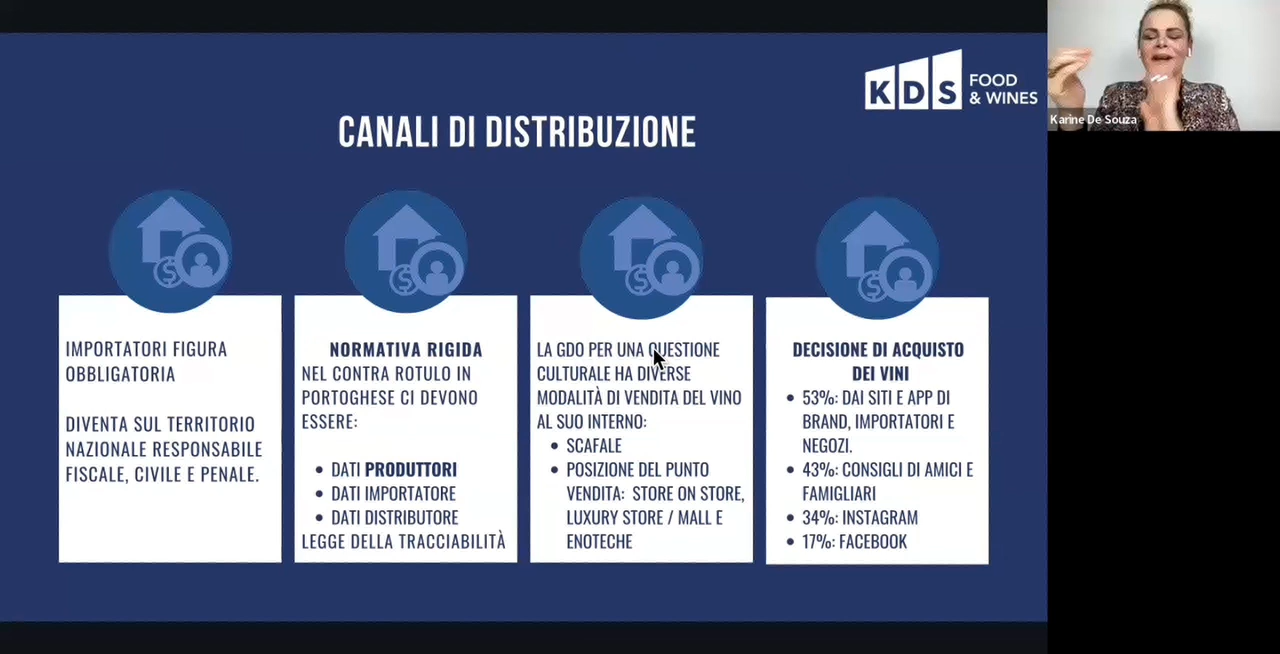 KDS FOOD
& WINES
Karine De Souza
CANALI DI DISTRIBUZIONE
IMPORTATORI FIGURA
OBBLIGATORIA
DIVENTA SUL TERRITORIO
NAZIONALE RESPONSABILE
FISCALE, CIVILE E PENALE.
NORMATIVA RIGIDA
NEL CONTRA ROTULO IN
PORTOGHESE CI DEVONO
ESSERE:
• DATI PRODUTTORI
• DATI IMPORTATORE
• DATI DISTRIBUTORE
LEGGE DELLA TRACCIABILITÀ
LA GDO PER UNA QUESTIONE
CULTURALE HA DIVERSE
MODALITÀ DI VENDITA DEL VINO
AL SUO INTERNO:
• SCAFALE
• POSIZIONE DEL PUNTO
VENDITA: STORE ON STORE,
LUXURY STORE / MALL E
ENOTECHE
DECISIONE DI ACQUISTO
DEI VINI
• 53%: DAI SITI E APP DI
BRAND, IMPORTATORI E
NEGOZI.
• 43%: CONSIGLI DI AMICI E
FAMIGLIARI
• 34%: INSTAGRAM
• 17%: FACEBOOK